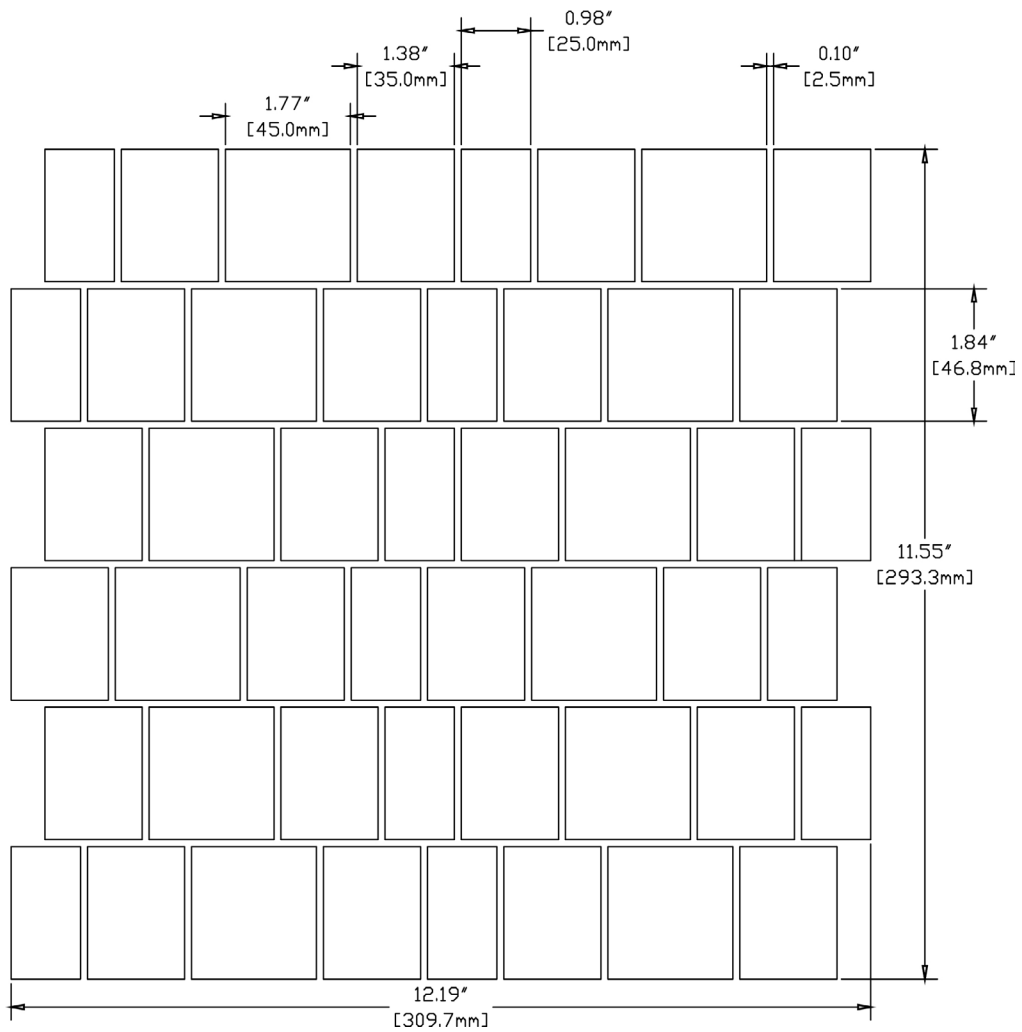 0.98"
[25.0mm]
1.38"
[35.0mm]
0.10"
[2.5mm]
1.77"
[45.0mm]
1.84"
[46.8mm]
11.55"
[293.3mm]
12.19"
[309.7mm]